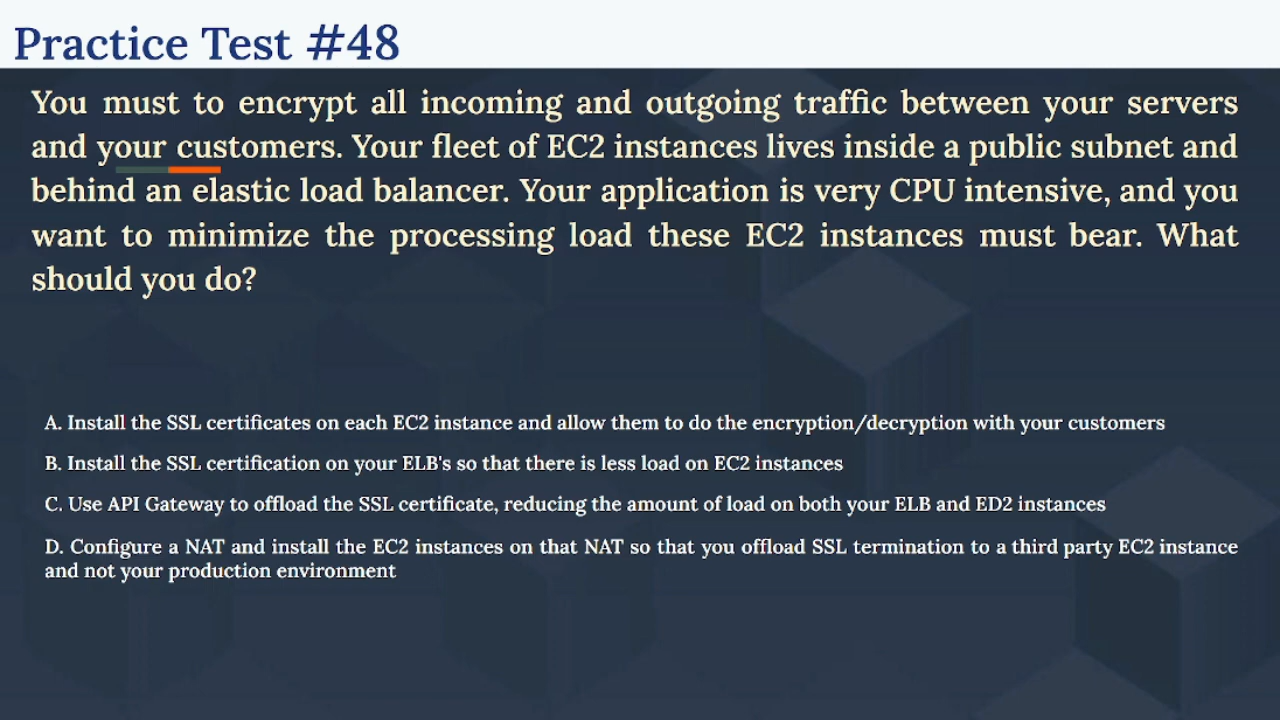 Practice Test #48
You must to encrypt all incoming and outgoing traffic between your servers
and your customers. Your fleet of EC2 instances lives inside a public subnet and
behind an elastic load balancer. Your application is very CPU intensive, and you
want to minimize the processing load these EC2 instances must bear. What
should you do?
A. Install the SSL certificates on each EC2 instance and allow them to do the encryption/decryption with your customers
B. Install the SSL certification on your ELB's so that there is less load on EC2 instances
C. Use API Gateway to offload the SSL certificate, reducing the amount of load on both your ELB and ED2 instances
D. Configure a NAT and install the EC2 instances on that NAT so that you offload SSL termination to a third party EC2 instance
and not your production environment